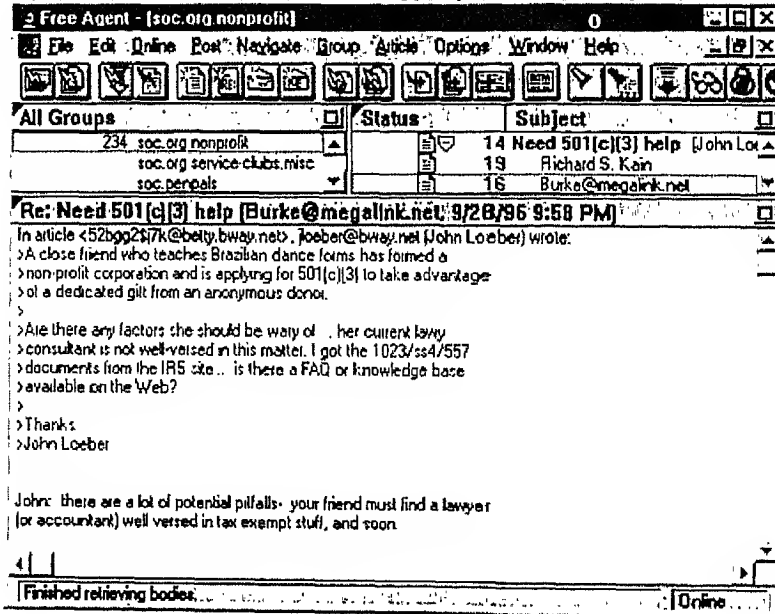 Free Agent - [soc.org.nonprofit]
File Edit Online Post Navigate Group Article Options Window Help
All Groups
Status
Subject
234 soc.org.nonprofit
soc.org.service-clubs.misc
soc.penpals
14 Need 501(c)(3) help (John Loe
19 Richard S. Kain
16 Burke@megalink.net
Re: Need 501(c)(3) help [Burke@megalink.net, 9/28/96 9:58 PM]
In article <52bgg2$j7k@betty.bway.net>, jloeber@bway.net (John Loeber) wrote:
>A close friend who teaches Brazilian dance forms has formed a
>non-profit corporation and is applying for 501(c)(3) to take advantage
>of a dedicated gift from an anonymous donor.
>
>Are there any factors she should be wary of ... her current lawy
>consultant is not well-versed in this matter. I got the 1023/ss4/557
>documents from the IRS site... is there a FAQ or knowledge base
>available on the Web?
>
>Thanks
>John Loeber
John: there are a lot of potential pitfalls- your friend must find a lawyer
(or accountant) well versed in tax exempt stuff, and soon.
Finished retrieving bodies.
Online